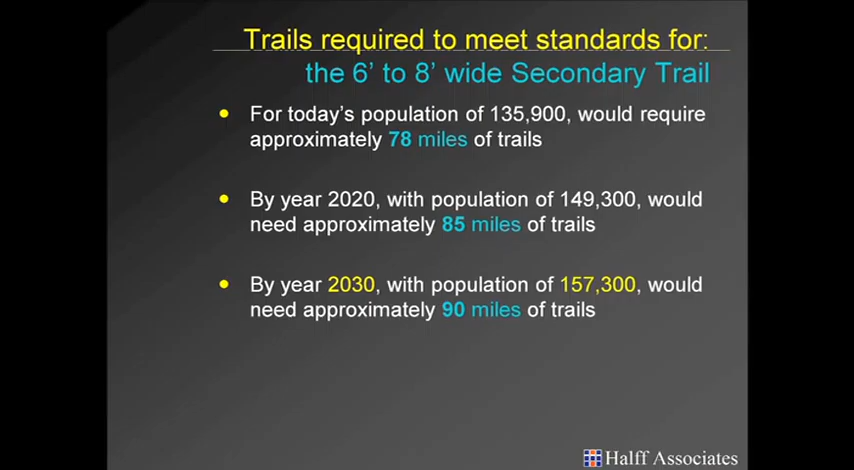 Trails required to meet standards for:
the 6’ to 8’ wide Secondary Trail
• For today’s population of 135,900, would require
approximately 78 miles of trails
• By year 2020, with population of 149,300, would
need approximately 85 miles of trails
• By year 2030, with population of 157,300, would
need approximately 90 miles of trails
Halff Associates